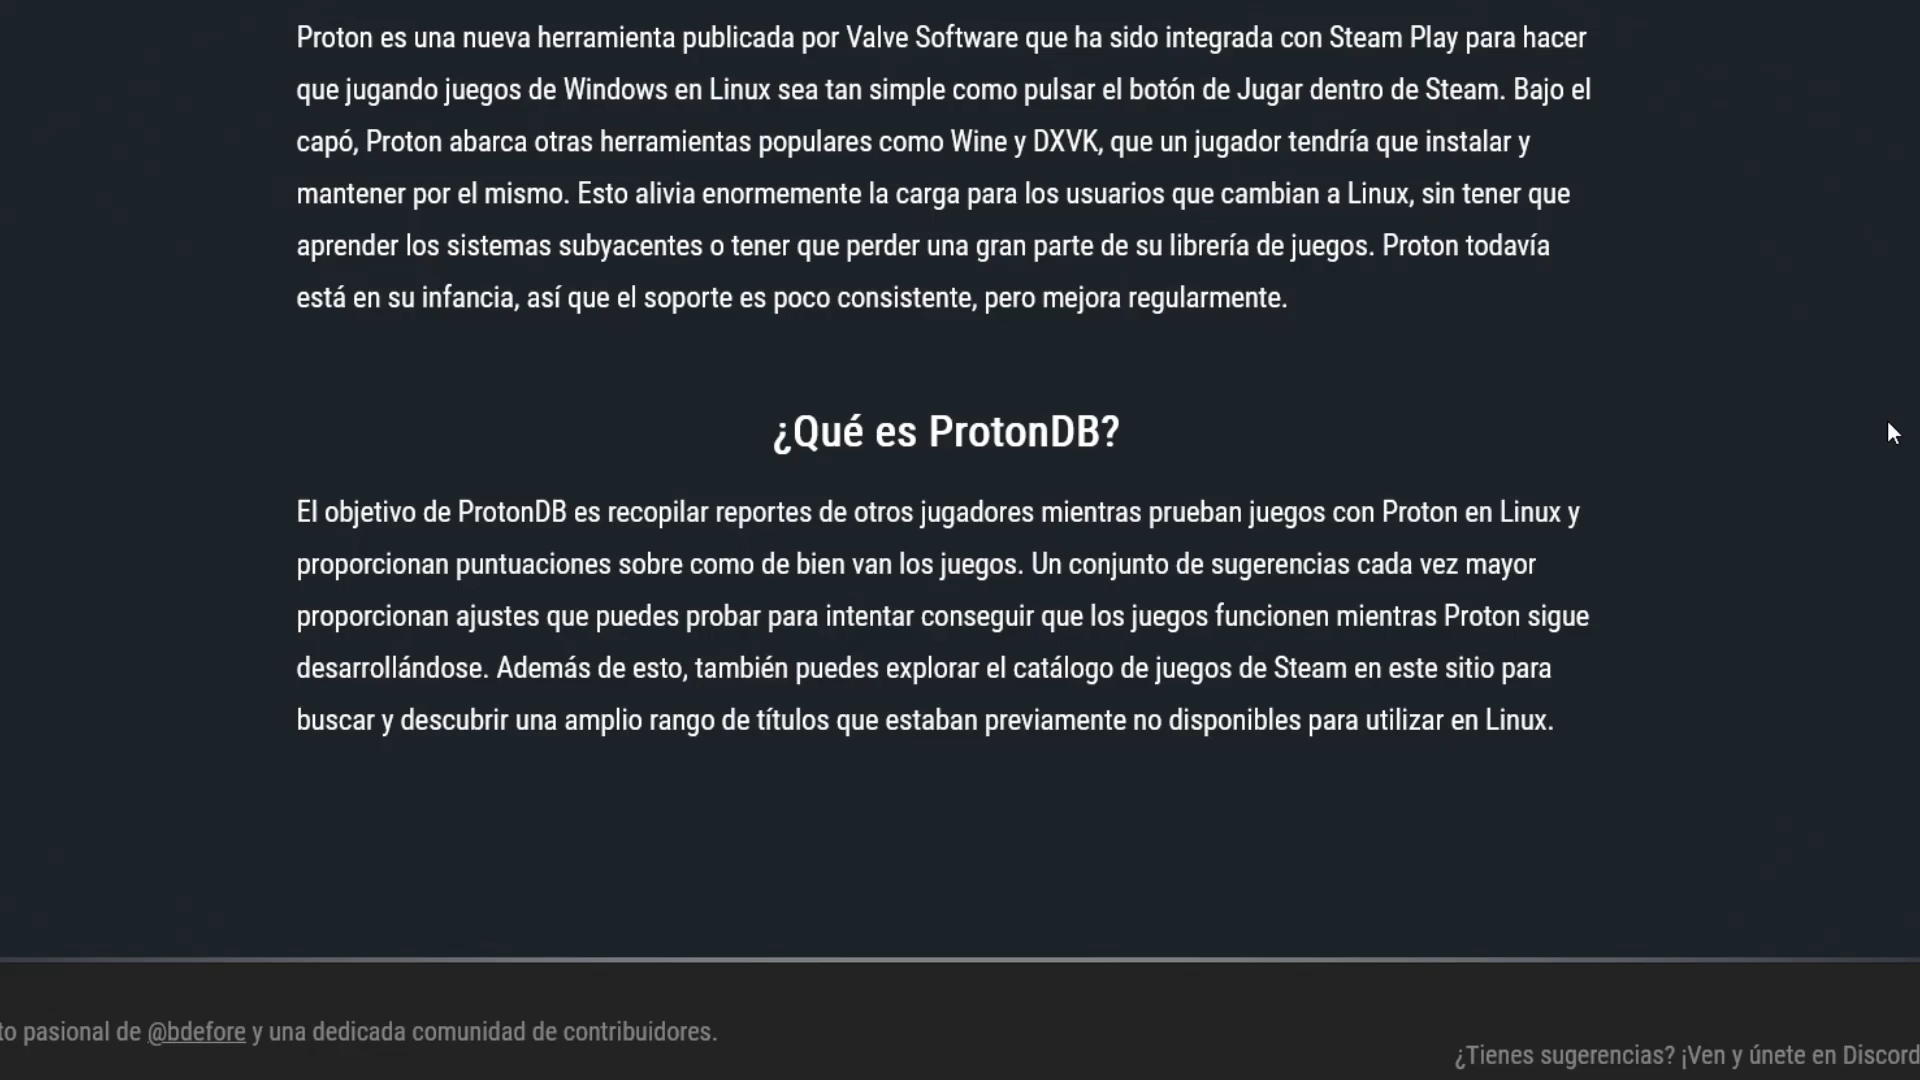 Proton es una nueva herramienta publicada por Valve Software que ha sido integrada con Steam Play para hacer
que jugando juegos de Windows en Linux sea tan simple como pulsar el botón de Jugar dentro de Steam. Bajo el
capó, Proton abarca otras herramientas populares como Wine y DXVK, que un jugador tendría que instalar y
mantener por el mismo. Esto alivia enormemente la carga para los usuarios que cambian a Linux, sin tener que
aprender los sistemas subyacentes o tener que perder una gran parte de su librería de juegos. Proton todavía
está en su infancia, así que el soporte es poco consistente, pero mejora regularmente.
¿Qué es ProtonDB?
El objetivo de ProtonDB es recopilar reportes de otros jugadores mientras prueban juegos con Proton en Linux y
proporcionan puntuaciones sobre como de bien van los juegos. Un conjunto de sugerencias cada vez mayor
proporcionan ajustes que puedes probar para intentar conseguir que los juegos funcionen mientras Proton sigue
desarrollándose. Además de esto, también puedes explorar el catálogo de juegos de Steam en este sitio para
buscar y descubrir una amplio rango de títulos que estaban previamente no disponibles para utilizar en Linux.
to pasional de @bdefore y una dedicada comunidad de contribuidores.
¿Tienes sugerencias? ¡Ven y únete en Discord